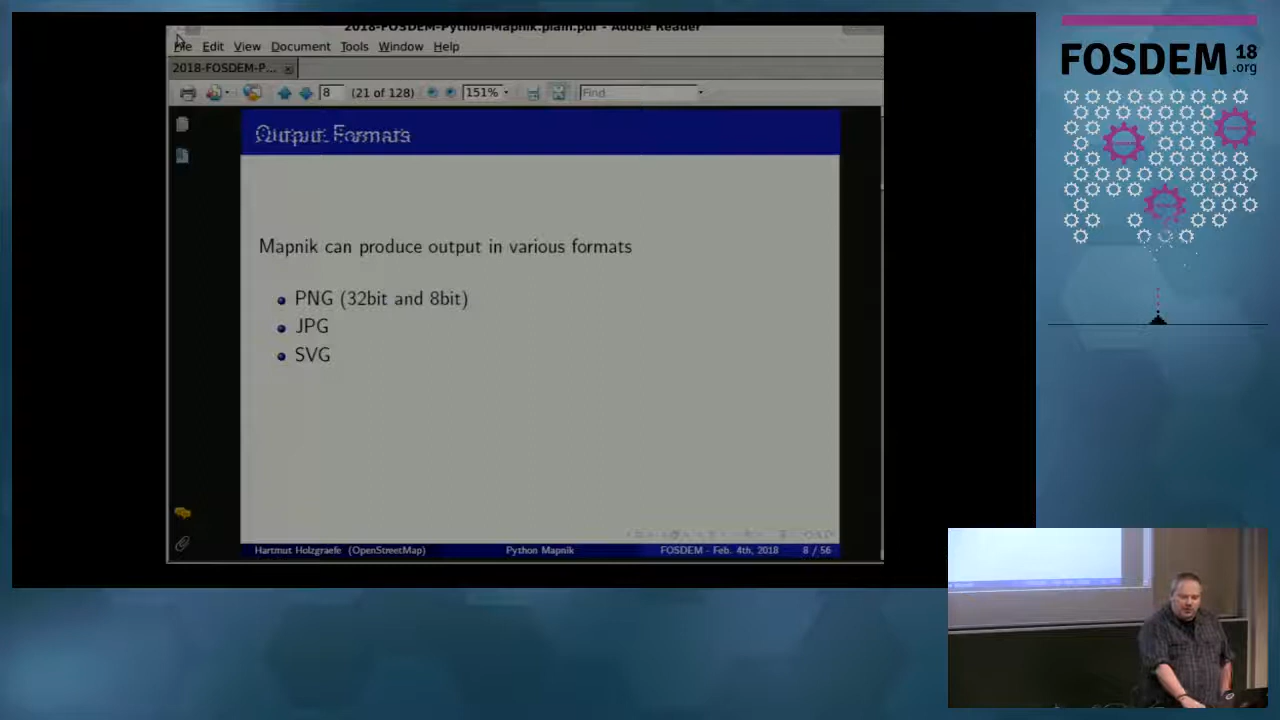 2018-FOSDEM-Python-Mapnik.plain.pdf - Adobe Reader
File Edit View Document Tools Window Help
2018-FOSDEM-P...
8 (21 of 128) 151% Find
Output Formats
Mapnik can produce output in various formats
PNG (32bit and 8bit)
JPG
SVG
Hartmut Holzgraefe (OpenStreetMap) Python Mapnik FOSDEM - Feb. 4th, 2018 8 / 56
FOSDEM 18
.org